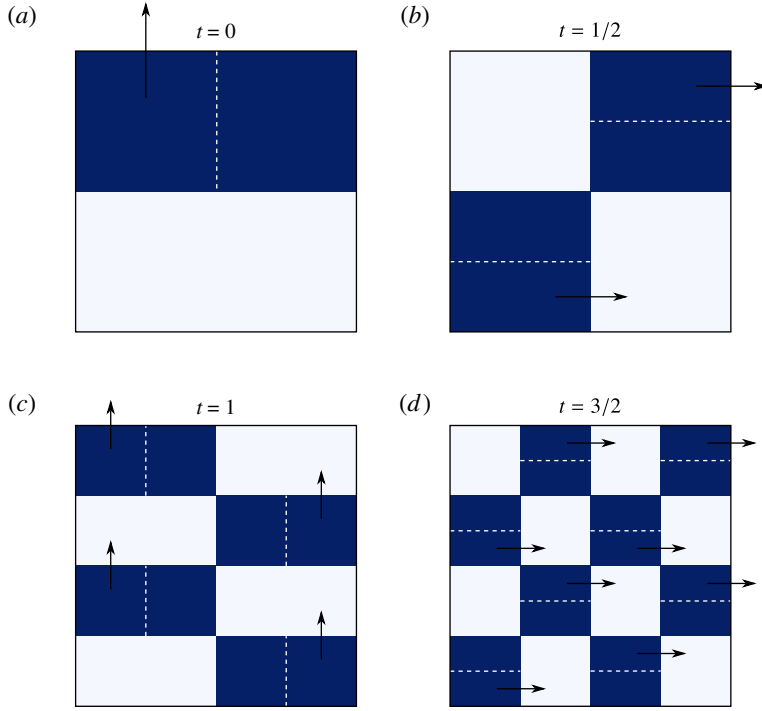 (a)
t = 0
(b)
t = 1/2
(c)
t = 1
(d)
t = 3/2